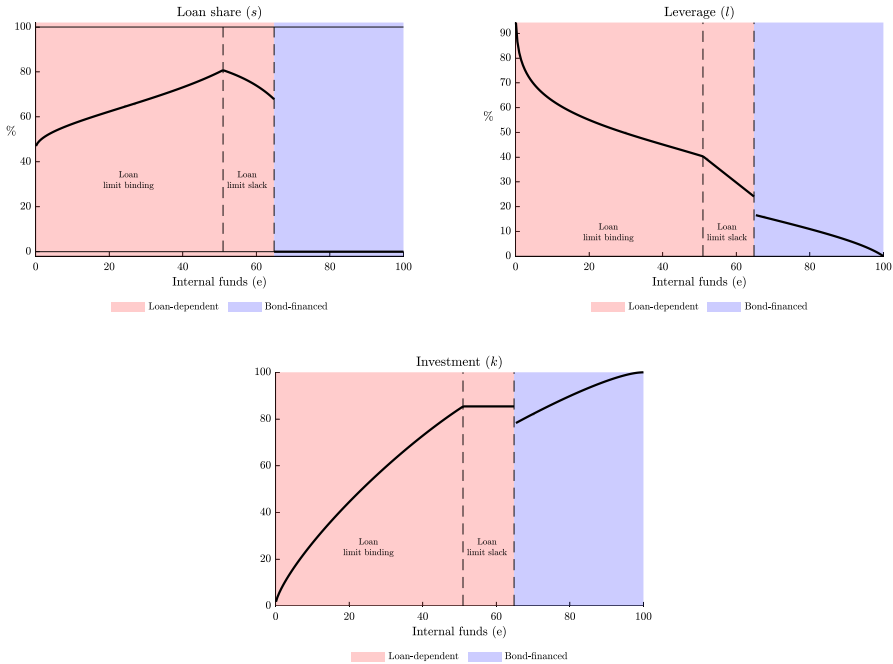 Loan share (s)
100
80
60
%
40
20
0
Loan
limit binding
Loan
limit slack
0 20 40 60 80 100
Internal funds (e)
Loan-dependent Bond-financed
Leverage (l)
90
80
70
60
%
50
40
30
20
10
0
Loan
limit binding
Loan
limit slack
0 20 40 60 80 100
Internal funds (e)
Loan-dependent Bond-financed
Investment (k)
100
80
60
40
20
0
Loan
limit binding
Loan
limit slack
0 20 40 60 80 100
Internal funds (e)
Loan-dependent Bond-financed